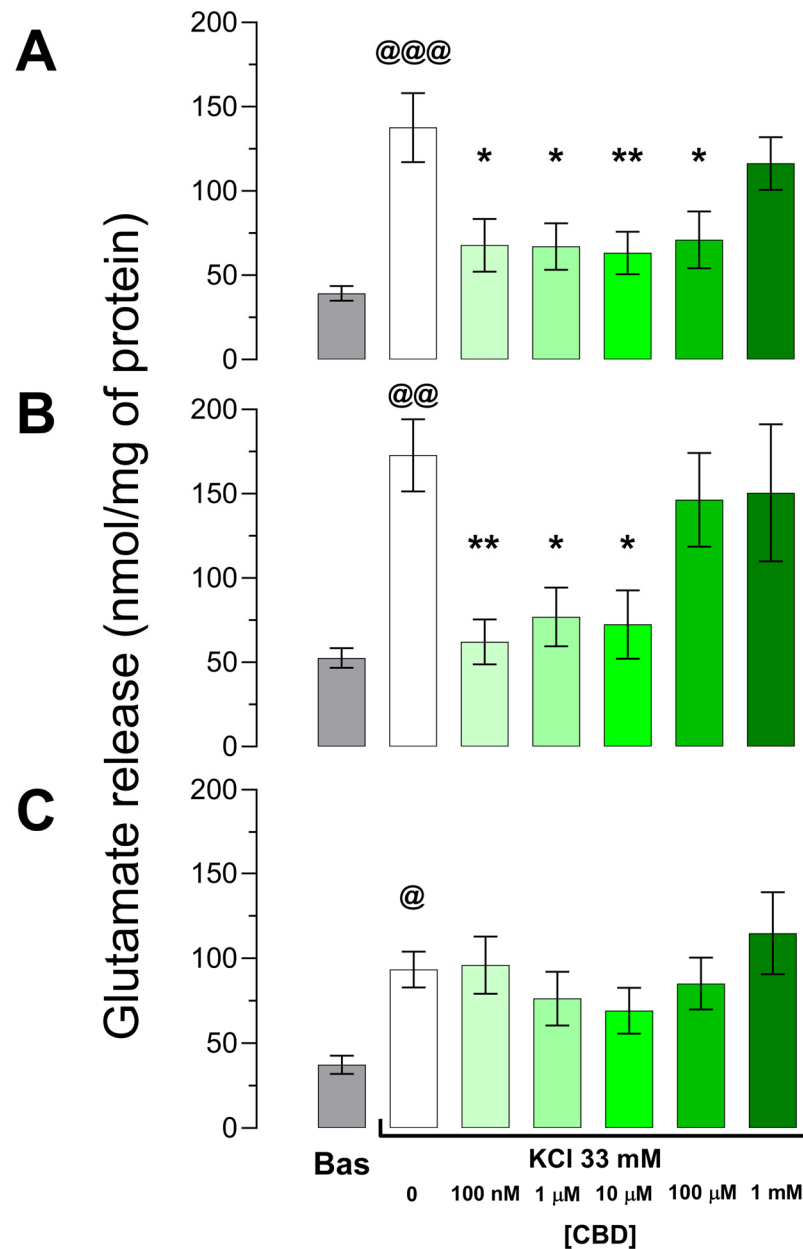 Glutamate release (nmol/mg of protein)
A
200
150
100
50
0
@@@
* * ** *
B
200
150
100
50
0
@@
** * *
C
200
150
100
50
0
@
Bas
KCl 33 mM
0 100 nM 1 μM 10 μM 100 μM 1 mM
[CBD]